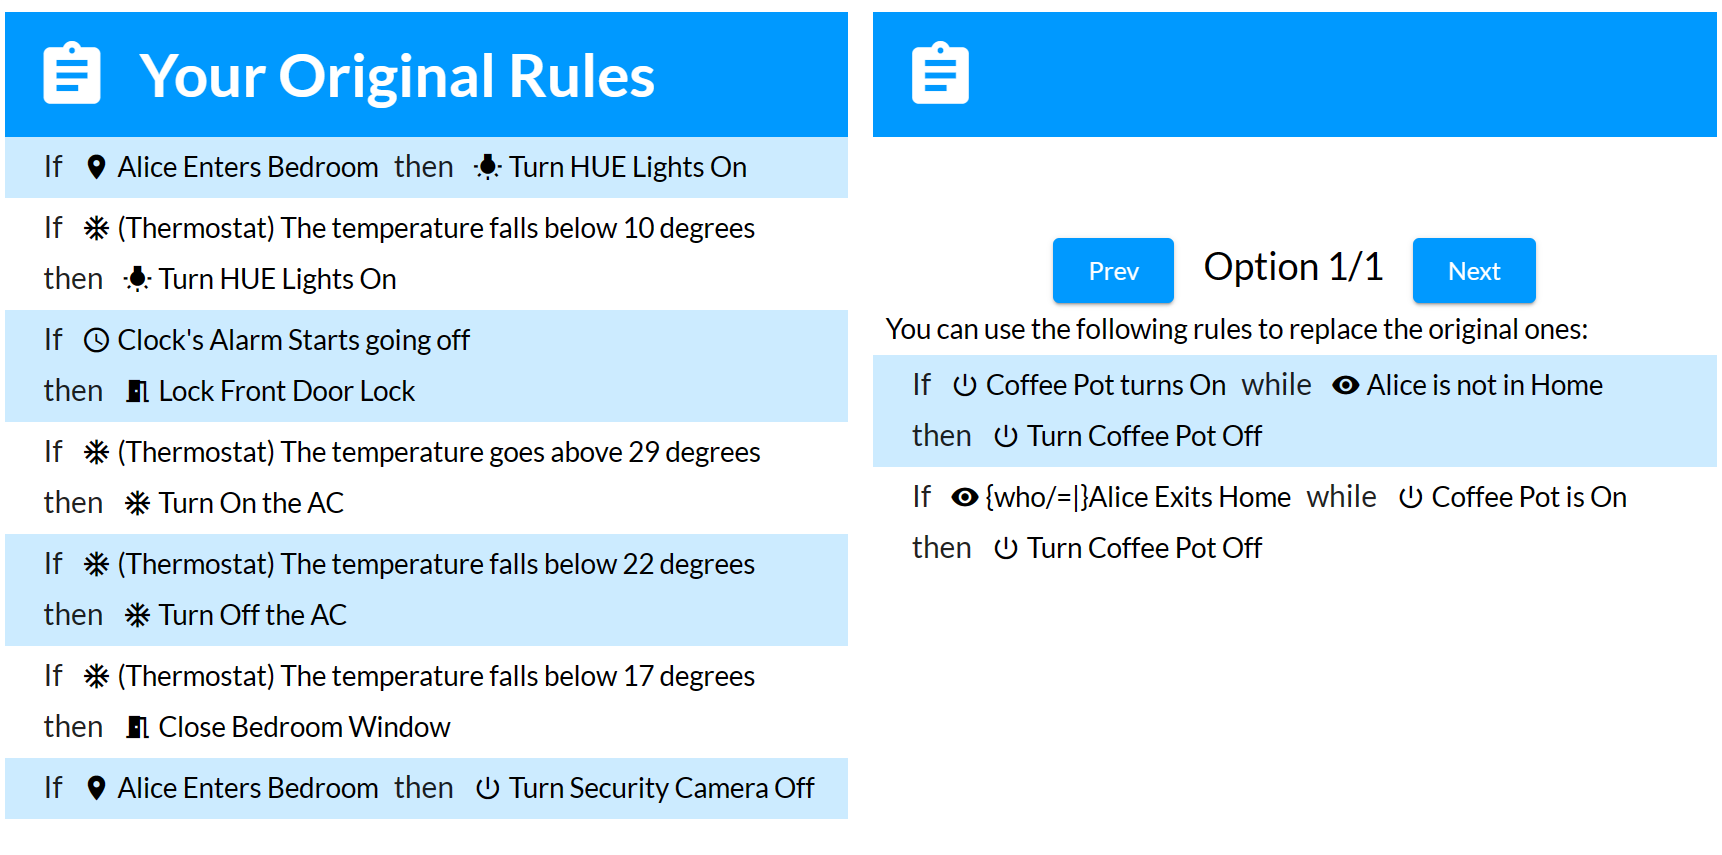 Your Original Rules
If Alice Enters Bedroom then Turn HUE Lights On
If (Thermostat) The temperature falls below 10 degrees
then Turn HUE Lights On
If Clock's Alarm Starts going off
then Lock Front Door Lock
If (Thermostat) The temperature goes above 29 degrees
then Turn On the AC
If (Thermostat) The temperature falls below 22 degrees
then Turn Off the AC
If (Thermostat) The temperature falls below 17 degrees
then Close Bedroom Window
If Alice Enters Bedroom then Turn Security Camera Off
Prev Option 1/1 Next
You can use the following rules to replace the original ones:
If Coffee Pot turns On while Alice is not in Home
then Turn Coffee Pot Off
If {who/=|}Alice Exits Home while Coffee Pot is On
then Turn Coffee Pot Off